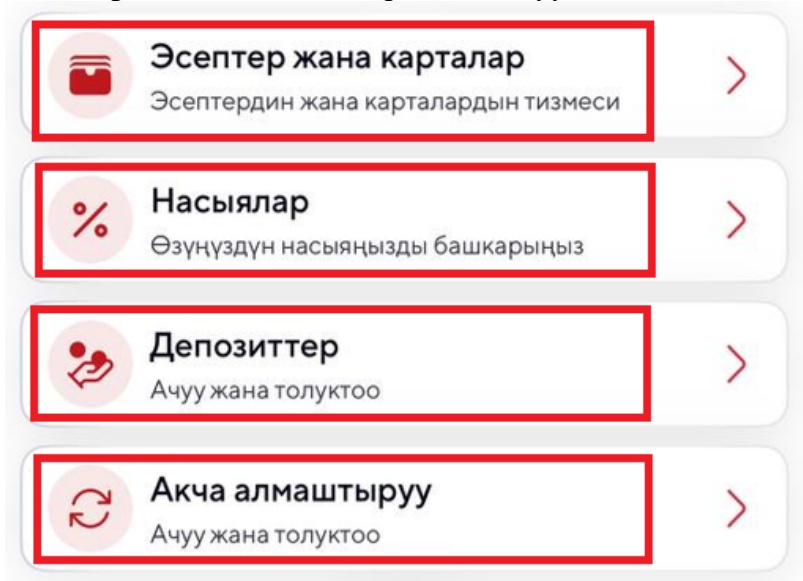 Эсептер жана карталар
Эсептердин жана карталардын тизмеси
Насыялар
Өзүңүздүн насыяңызды башкарыңыз
Депозиттер
Ачуу жана толуктоо
Акча алмаштыруу
Ачуу жана толуктоо